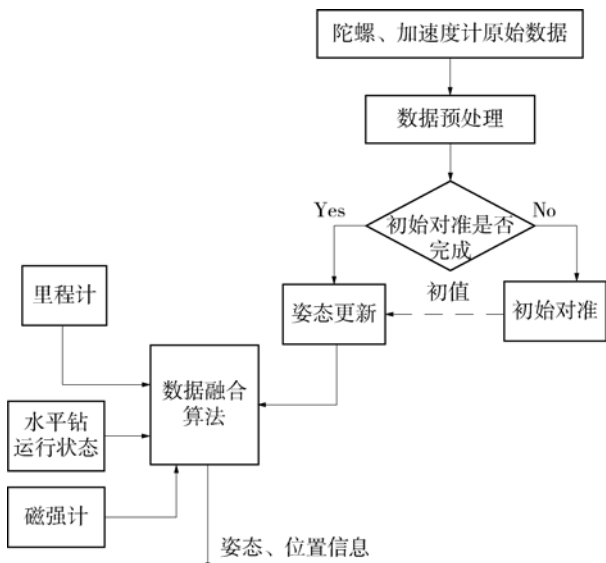 陀螺、加速度计原始数据
数据预处理
Yes
初始对准是否
完成
No
里程计
姿态更新
初值
初始对准
数据融合
算法
水平钻
运行状态
磁强计
姿态、位置信息